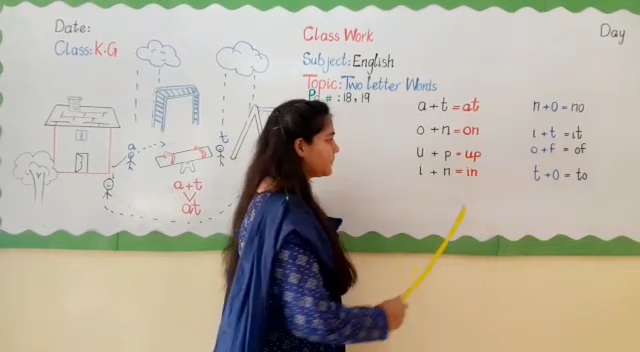 Date:
Class: K.G
a
t
a+t
at
Class Work
Subject: English
Topic: Two letter Words
Pg # : 18, 19
Day
a + t = at
o + n = on
u + p = up
i + n = in
n + o = no
i + t = it
o + f = of
t + o = to